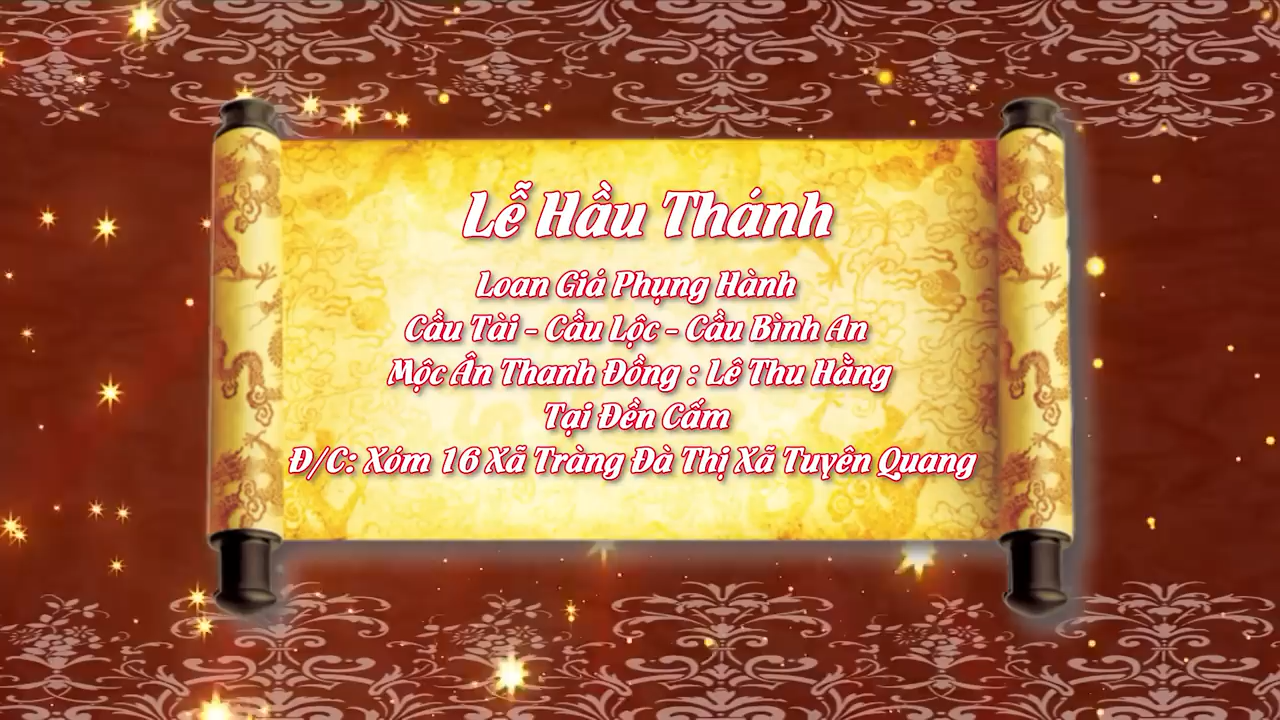 Lễ Hầu Thánh
Loan Giá Phụng Hành
Cầu Tài - Cầu Lộc - Cầu Bình An
Mộc Ân Thanh Đồng : Lê Thu Hằng
Tại Đền Cấm
Đ/C: Xóm 16 Xã Tràng Đà Thị Xã Tuyên Quang